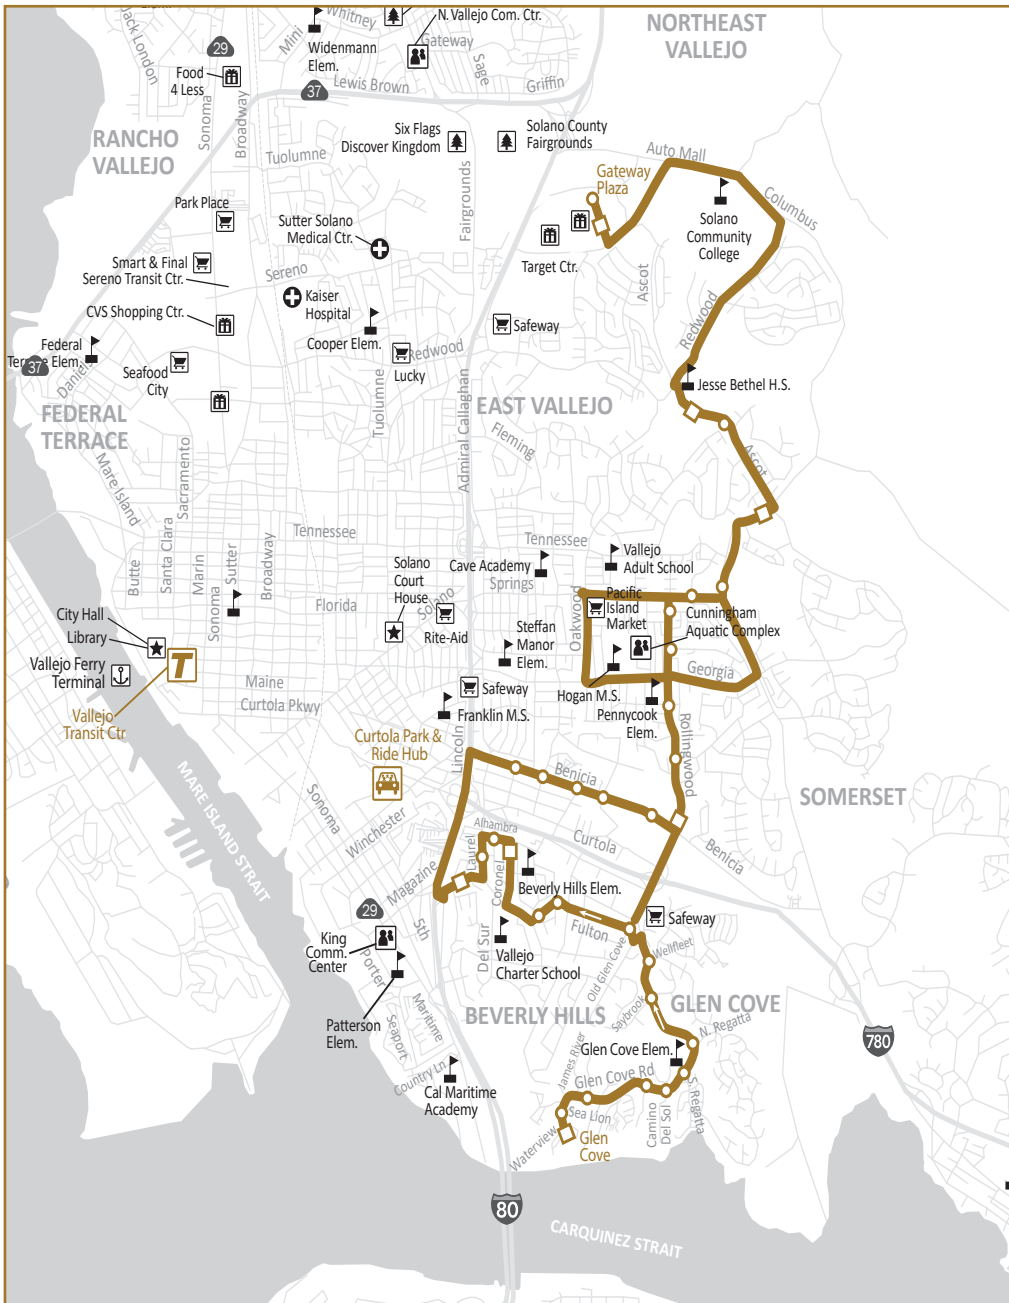 Jack London
29
Mini
Whitney
Widenmann
Elem.
N. Vallejo Com. Ctr.
Gateway
Sage
NORTHEAST
VALLEJO
Food
4 Less
Sonoma
Broadway
37
Lewis Brown
Griffin
RANCHO
VALLEJO
Tuolumne
Six Flags
Discover Kingdom
Solano County
Fairgrounds
Fairgrounds
Auto Mall
Gateway
Plaza
Columbus
Solano
Community
College
Park Place
Sutter Solano
Medical Ctr.
Smart & Final
Sereno Transit Ctr.
Sereno
Target Ctr.
Ascot
Kaiser
Hospital
CVS Shopping Ctr.
Cooper Elem.
Safeway
Redwood
Federal
Terrace Elem.
37
Daniels
Seafood
City
Redwood
Lucky
Jesse Bethel H.S.
FEDERAL
TERRACE
Tuolumne
Admiral Callaghan
EAST VALLEJO
Fleming
Ascot
Mare Island
Sacramento
Tennessee
Tennessee
Butte
Santa Clara
Marin
Sonoma
Sutter
Broadway
Florida
Solano
Court
House
Solano
Cave Academy
Springs
Vallejo
Adult School
Oakwood
Pacific
Island
Market
Cunningham
Aquatic Complex
City Hall
Library
Rite-Aid
Steffan
Manor
Elem.
Vallejo Ferry
Terminal
T
Maine
Curtola Pkwy
Safeway
Franklin M.S.
Hogan M.S.
Georgia
Pennycook
Elem.
Vallejo
Transit Ctr
Curtola Park &
Ride Hub
Lincoln
Rollingwood
Benicia
MARE ISLAND STRAIT
Sonoma
Winchester
SOMERSET
Alhambra
Curtola
Benicia
Laurel
Coronel
Magazine
Beverly Hills Elem.
29
5th
Del Sur
Fulton
Safeway
King
Comm.
Center
Porter
Vallejo
Charter School
Old Glen Cove
Wellfleet
Patterson
Elem.
Seaport
Maritime
BEVERLY HILLS
Saybrook
GLEN COVE
N. Regatta
780
Country Ln
Cal Maritime
Academy
James River
Glen Cove Elem.
Glen Cove Rd
S. Regatta
Camino
Del Sol
Sea Lion
Waterview
Glen
Cove
80
CARQUINEZ STRAIT